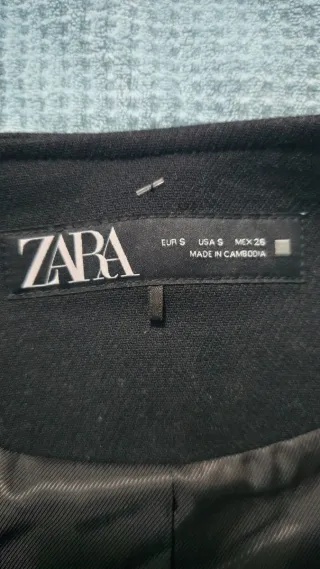 ZARA
EUR S USA S MEX 26
MADE IN CAMBODIA